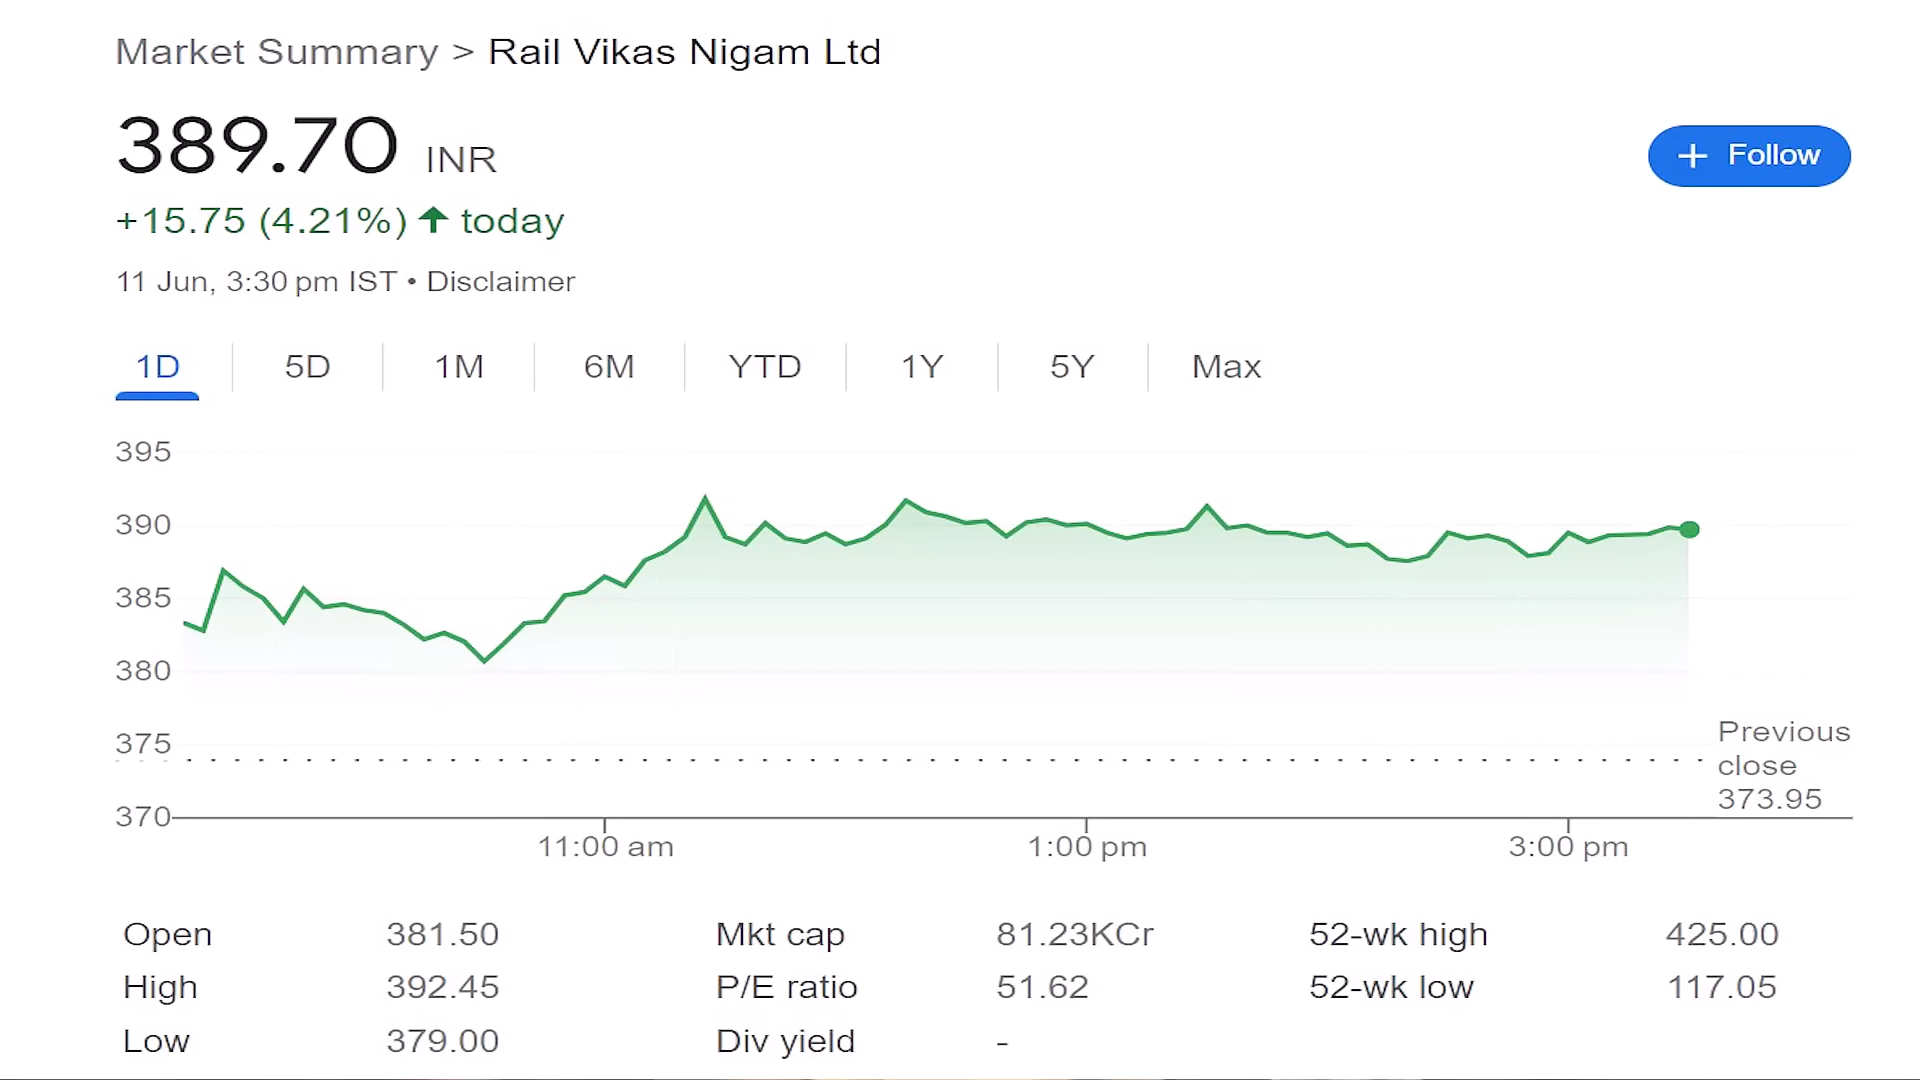 Market Summary > Rail Vikas Nigam Ltd
389.70 INR
+ Follow
+15.75 (4.21%) ↑ today
11 Jun, 3:30 pm IST • Disclaimer
1D 5D 1M 6M YTD 1Y 5Y Max
395
390
385
380
375
370
Previous
close
373.95
11:00 am 1:00 pm 3:00 pm
Open 381.50 Mkt cap 81.23KCr 52-wk high 425.00
High 392.45 P/E ratio 51.62 52-wk low 117.05
Low 379.00 Div yield -